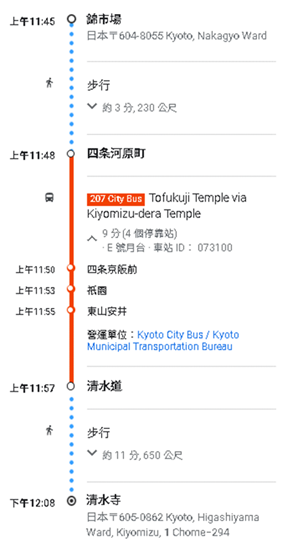 上午11:45 錦市場
日本〒604-8055 Kyoto, Nakagyo Ward
步行
約 3 分, 230 公尺
上午11:48 四条河原町
207 City Bus Tofukuji Temple via
Kiyomizu-dera Temple
9 分 (4 個停靠站)
· E 號月台 · 車站 ID： 073100
上午11:50 四条京阪前
上午11:53 祇園
上午11:55 東山安井
營運單位：Kyoto City Bus / Kyoto
Municipal Transportation Bureau
上午11:57 清水道
步行
約 11 分, 650 公尺
下午12:08 清水寺
日本〒605-0862 Kyoto, Higashiyama
Ward, Kiyomizu, 1 Chome−294